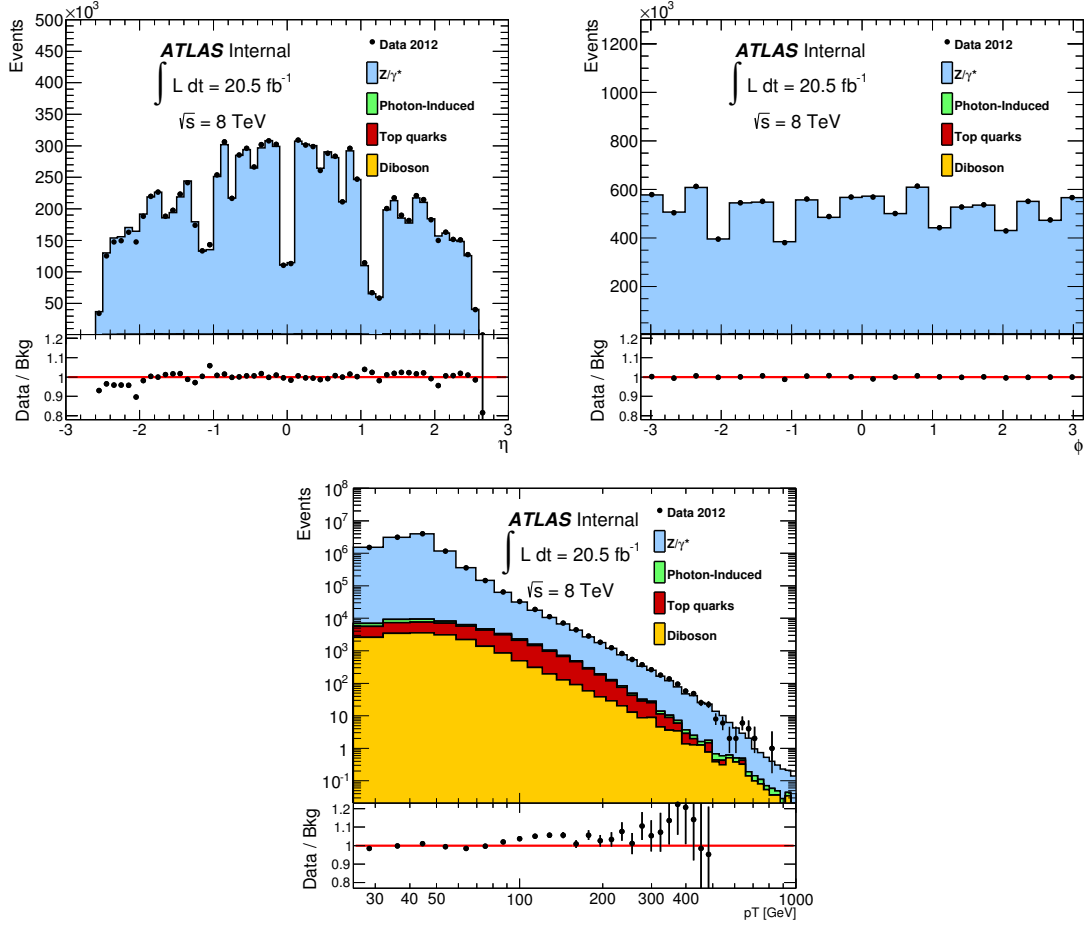 ×10³
500
450
400
350
300
250
200
150
100
50
Events
ATLAS Internal
∫ L dt = 20.5 fb⁻¹
√s = 8 TeV
Data 2012
Z/γ*
Photon-Induced
Top quarks
Diboson
1.2
1.1
1
0.9
0.8
Data / Bkg
-3 -2 -1 0 1 2 3
η
×10³
1200
1000
800
600
400
200
Events
ATLAS Internal
∫ L dt = 20.5 fb⁻¹
√s = 8 TeV
Data 2012
Z/γ*
Photon-Induced
Top quarks
Diboson
1.2
1.1
1
0.9
0.8
Data / Bkg
-3 -2 -1 0 1 2 3
ϕ
10⁸
10⁷
10⁶
10⁵
10⁴
10³
10²
10
1
10⁻¹
Events
ATLAS Internal
∫ L dt = 20.5 fb⁻¹
√s = 8 TeV
Data 2012
Z/γ*
Photon-Induced
Top quarks
Diboson
1.2
1.1
1
0.9
0.8
Data / Bkg
30 40 50 100 200 300 400 1000
pT [GeV]